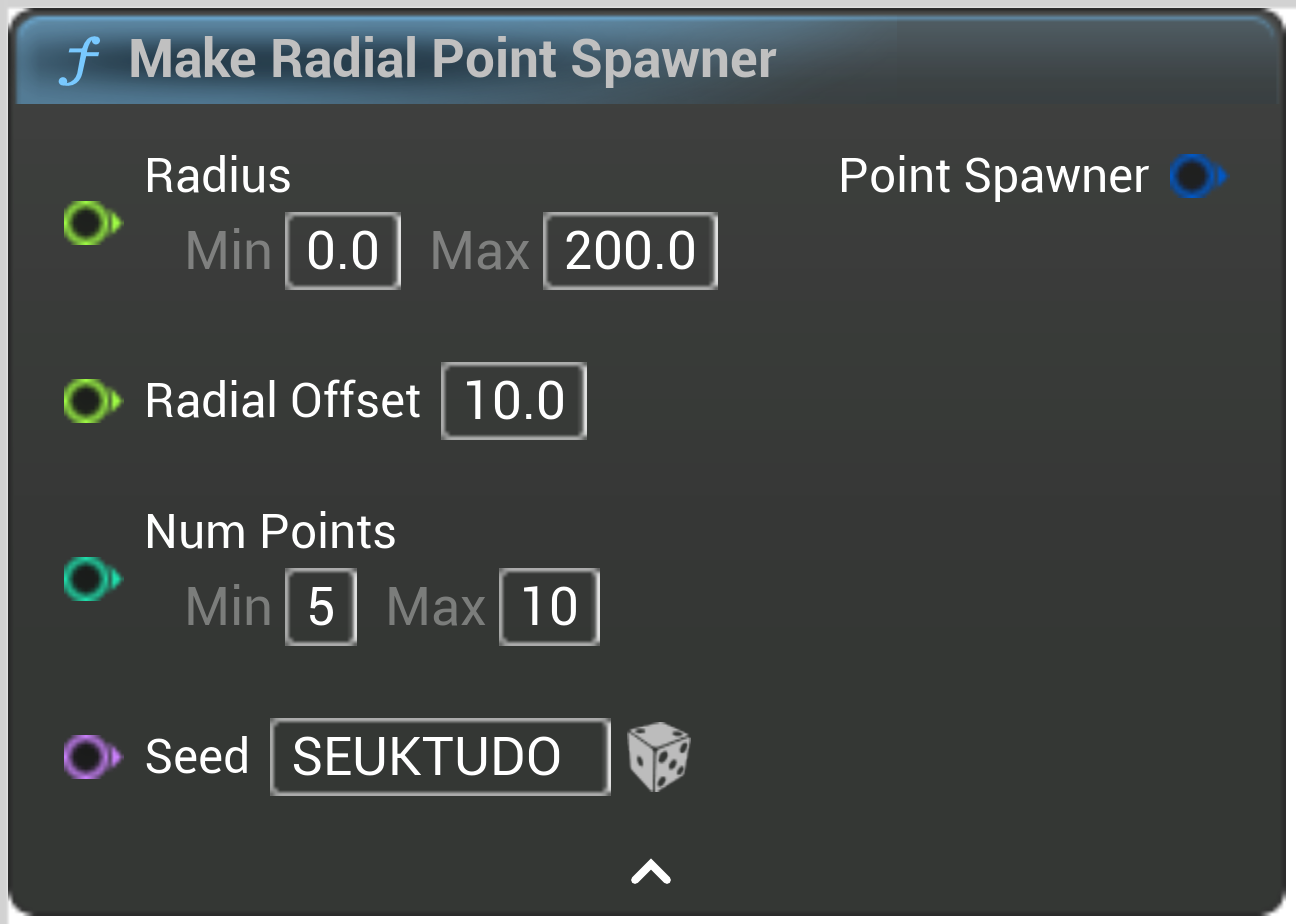 f Make Radial Point Spawner
Radius
Point Spawner
Min 0.0 Max 200.0
Radial Offset 10.0
Num Points
Min 5 Max 10
Seed SEUKTUDO